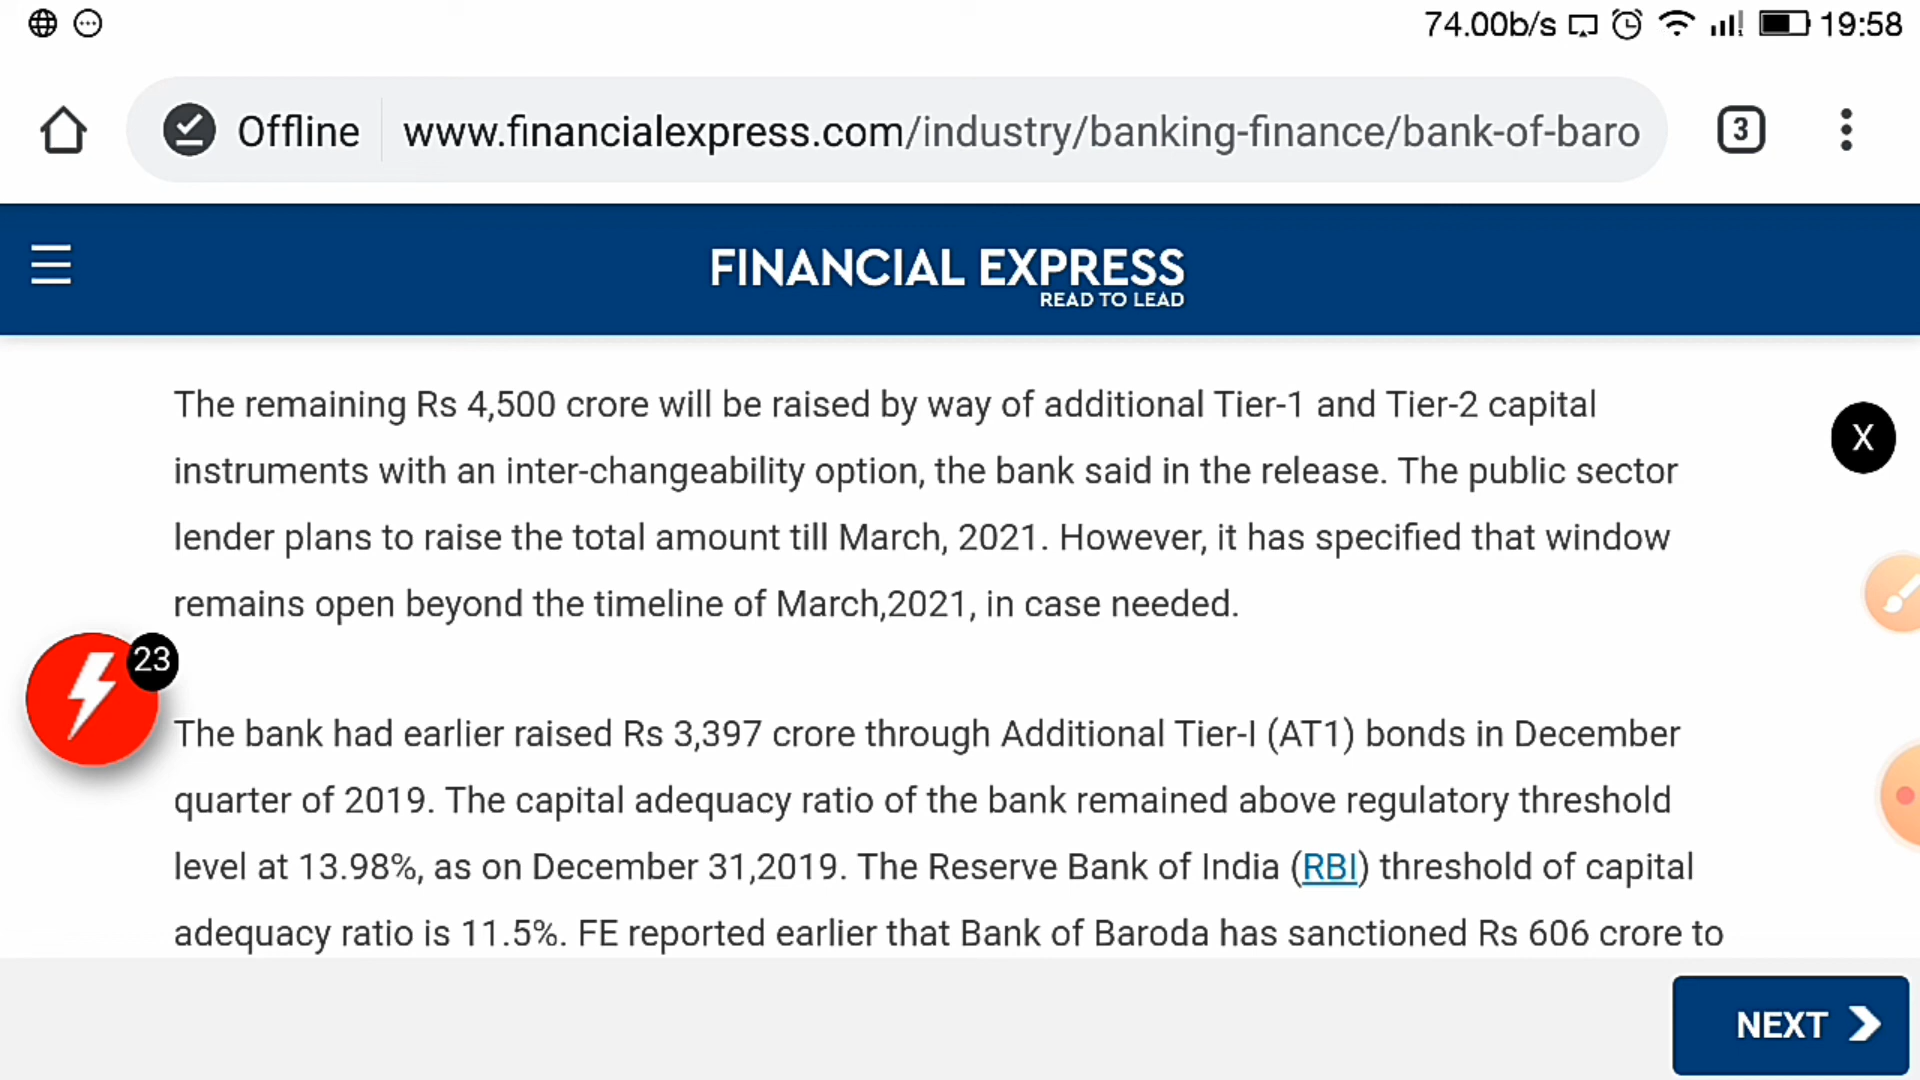 74.00b/s 19:58
Offline www.financialexpress.com/industry/banking-finance/bank-of-baro 3
FINANCIAL EXPRESS
READ TO LEAD
The remaining Rs 4,500 crore will be raised by way of additional Tier-1 and Tier-2 capital
X
instruments with an inter-changeability option, the bank said in the release. The public sector
lender plans to raise the total amount till March, 2021. However, it has specified that window
remains open beyond the timeline of March,2021, in case needed.
23
The bank had earlier raised Rs 3,397 crore through Additional Tier-I (AT1) bonds in December
quarter of 2019. The capital adequacy ratio of the bank remained above regulatory threshold
level at 13.98%, as on December 31,2019. The Reserve Bank of India (RBI) threshold of capital
adequacy ratio is 11.5%. FE reported earlier that Bank of Baroda has sanctioned Rs 606 crore to
NEXT